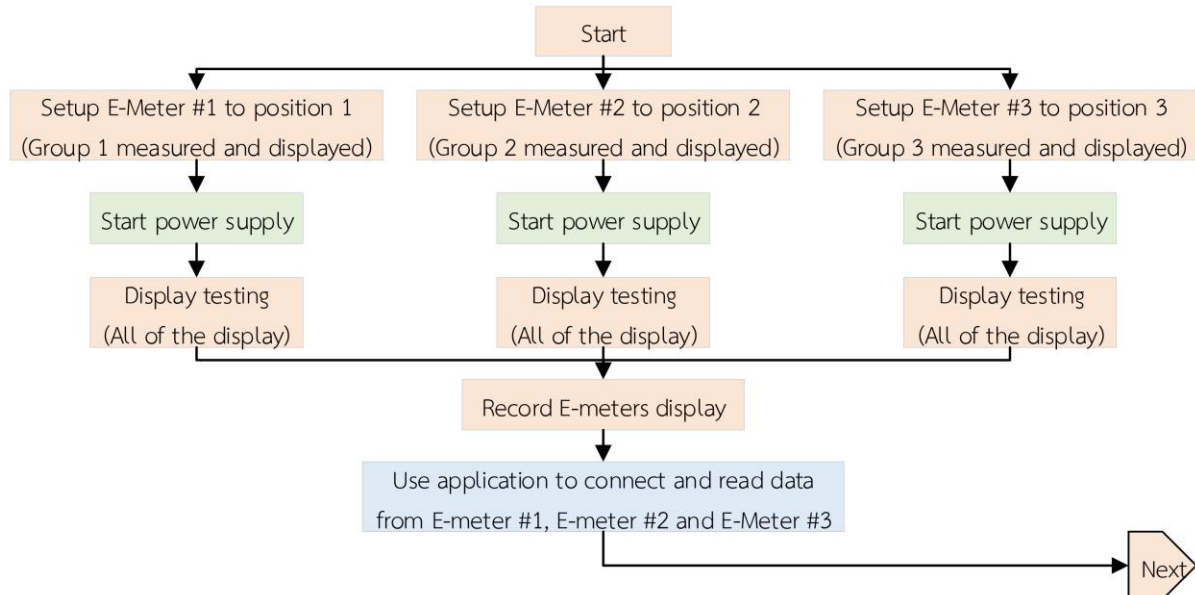 Start
Setup E-Meter #1 to position 1
(Group 1 measured and displayed)
Setup E-Meter #2 to position 2
(Group 2 measured and displayed)
Setup E-Meter #3 to position 3
(Group 3 measured and displayed)
Start power supply
Start power supply
Start power supply
Display testing
(All of the display)
Display testing
(All of the display)
Display testing
(All of the display)
Record E-meters display
Use application to connect and read data
from E-meter #1, E-meter #2 and E-Meter #3
Next